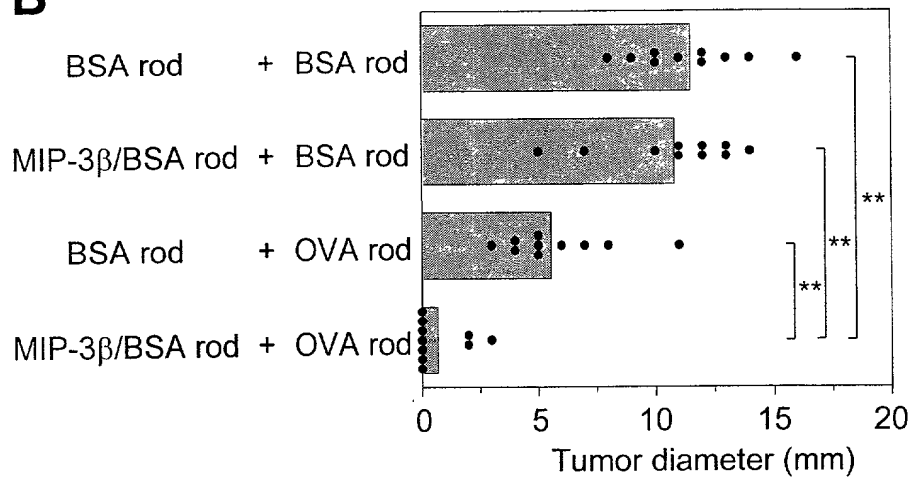 B
BSA rod + BSA rod
MIP-3β/BSA rod + BSA rod
**
BSA rod + OVA rod
**
**
MIP-3β/BSA rod + OVA rod
0 5 10 15 20
Tumor diameter (mm)